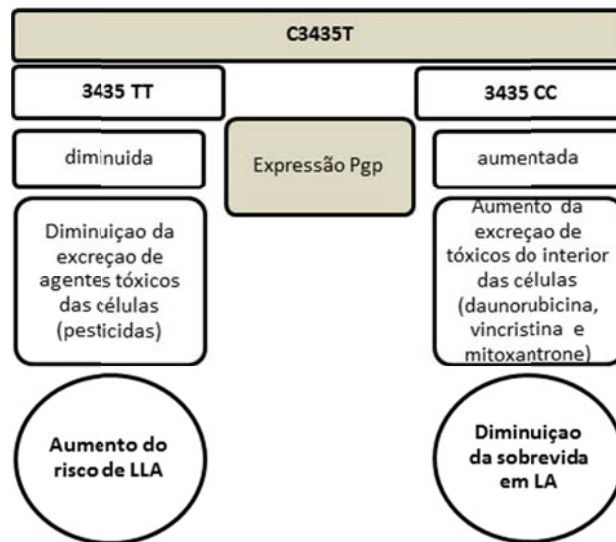 C3435T
3435 TT
3435 CC
diminuida
Expressão Pgp
aumentada
Diminuiçao da
excreçao de
agentes tóxicos
das células
(pesticidas)
Aumento da
excreçao de
tóxicos do interior
das células
(daunorubicina,
vincristina e
mitoxantrone)
Aumento do
risco de LLA
Diminuiçao
da sobrevida
em LA